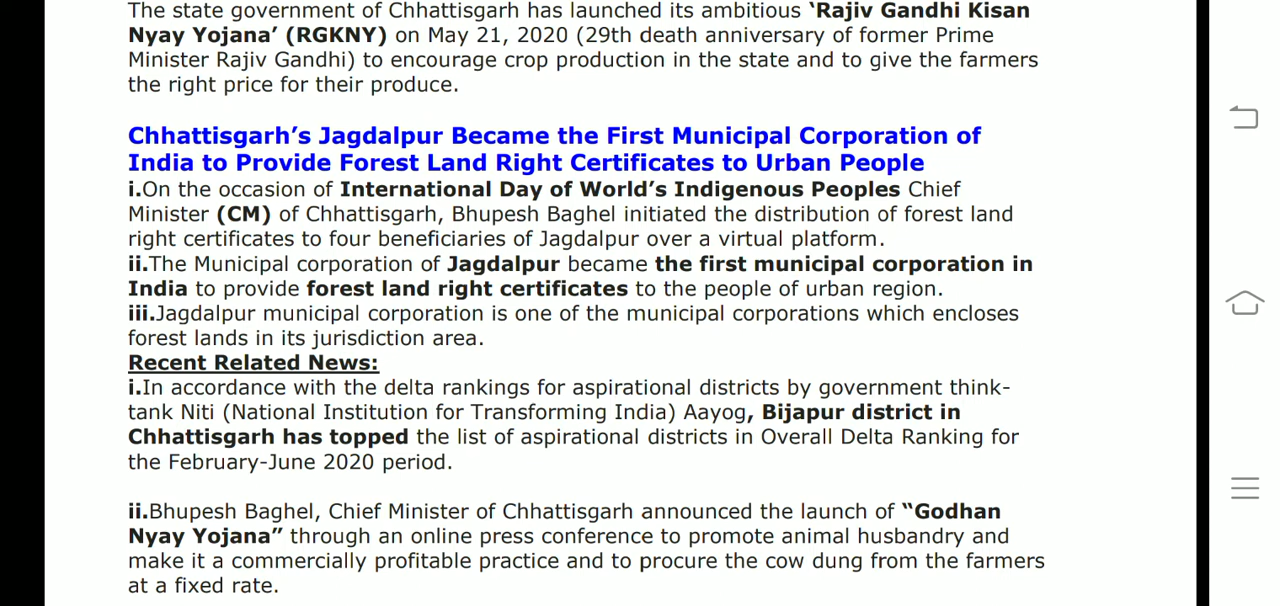 The state government of Chhattisgarh has launched its ambitious ‘Rajiv Gandhi Kisan
Nyay Yojana’ (RGKNY) on May 21, 2020 (29th death anniversary of former Prime
Minister Rajiv Gandhi) to encourage crop production in the state and to give the farmers
the right price for their produce.
Chhattisgarh’s Jagdalpur Became the First Municipal Corporation of
India to Provide Forest Land Right Certificates to Urban People
i.On the occasion of International Day of World’s Indigenous Peoples Chief
Minister (CM) of Chhattisgarh, Bhupesh Baghel initiated the distribution of forest land
right certificates to four beneficiaries of Jagdalpur over a virtual platform.
ii.The Municipal corporation of Jagdalpur became the first municipal corporation in
India to provide forest land right certificates to the people of urban region.
iii.Jagdalpur municipal corporation is one of the municipal corporations which encloses
forest lands in its jurisdiction area.
Recent Related News:
i.In accordance with the delta rankings for aspirational districts by government think-
tank Niti (National Institution for Transforming India) Aayog, Bijapur district in
Chhattisgarh has topped the list of aspirational districts in Overall Delta Ranking for
the February-June 2020 period.
ii.Bhupesh Baghel, Chief Minister of Chhattisgarh announced the launch of “Godhan
Nyay Yojana” through an online press conference to promote animal husbandry and
make it a commercially profitable practice and to procure the cow dung from the farmers
at a fixed rate.